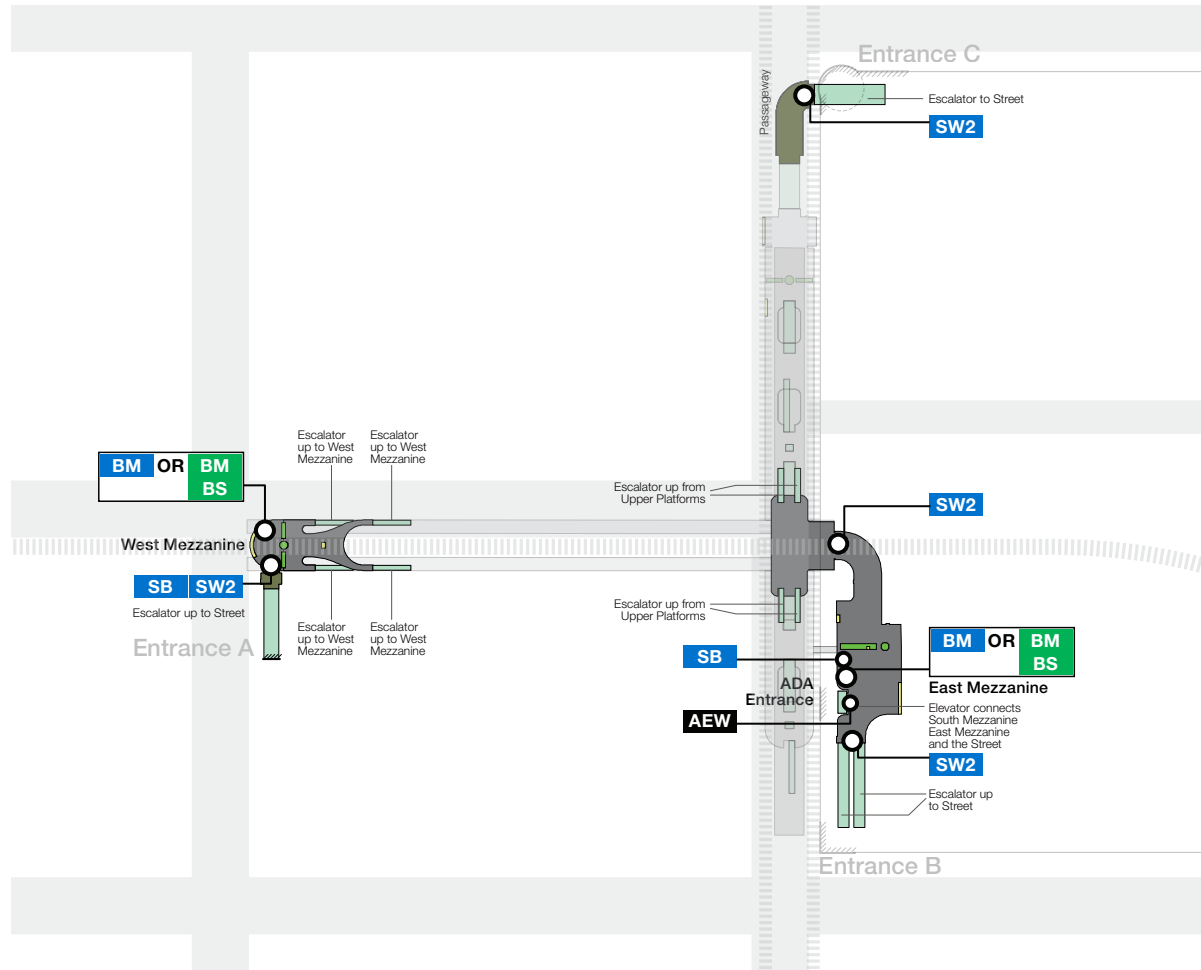 Entrance C
Passageway
Escalator to Street
SW2
Escalator
up to West
Mezzanine
Escalator
up to West
Mezzanine
BM OR BM
BS
Escalator up from
Upper Platforms
SW2
West Mezzanine
SB SW2
Escalator up to Street
Entrance A
Escalator
up to West
Mezzanine
Escalator
up to West
Mezzanine
Escalator up from
Upper Platforms
SB
BM OR BM
BS
ADA
Entrance
East Mezzanine
AEW
Elevator connects
South Mezzanine
East Mezzanine
and the Street
SW2
Escalator up
to Street
Entrance B